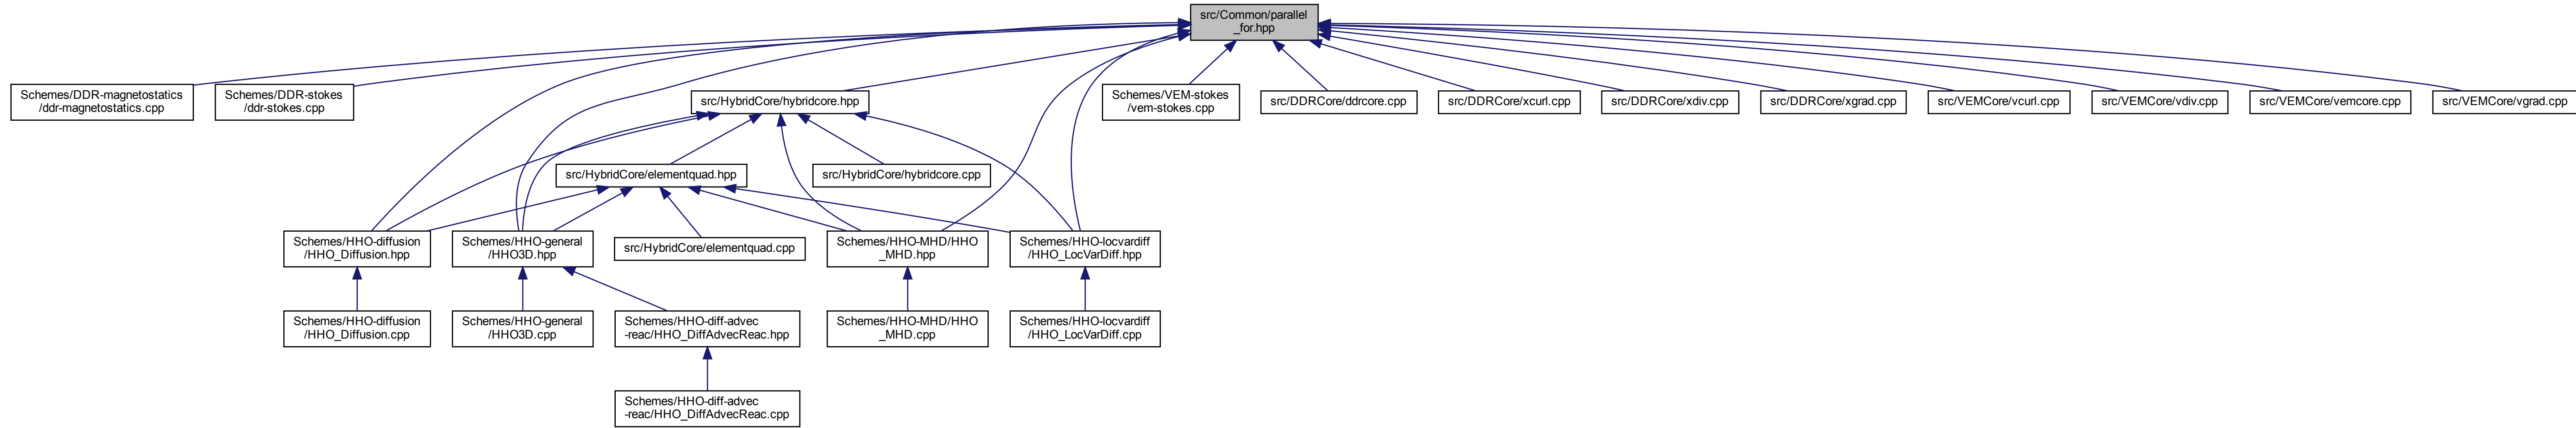 src/Common/parallel
_for.hpp
Schemes/DDR-magnetostatics
/ddr-magnetostatics.cpp
Schemes/DDR-stokes
/ddr-stokes.cpp
src/HybridCore/hybridcore.hpp
Schemes/VEM-stokes
/vem-stokes.cpp
src/DDRCore/ddrcore.cpp
src/DDRCore/xcurl.cpp
src/DDRCore/xdiv.cpp
src/DDRCore/xgrad.cpp
src/VEMCore/vcurl.cpp
src/VEMCore/vdiv.cpp
src/VEMCore/vemcore.cpp
src/VEMCore/vgrad.cpp
src/HybridCore/elementquad.hpp
src/HybridCore/hybridcore.cpp
Schemes/HHO-diffusion
/HHO_Diffusion.hpp
Schemes/HHO-general
/HHO3D.hpp
src/HybridCore/elementquad.cpp
Schemes/HHO-MHD/HHO
_MHD.hpp
Schemes/HHO-locvardiff
/HHO_LocVarDiff.hpp
Schemes/HHO-diffusion
/HHO_Diffusion.cpp
Schemes/HHO-general
/HHO3D.cpp
Schemes/HHO-diff-advec
-reac/HHO_DiffAdvecReac.hpp
Schemes/HHO-MHD/HHO
_MHD.cpp
Schemes/HHO-locvardiff
/HHO_LocVarDiff.cpp
Schemes/HHO-diff-advec
-reac/HHO_DiffAdvecReac.cpp